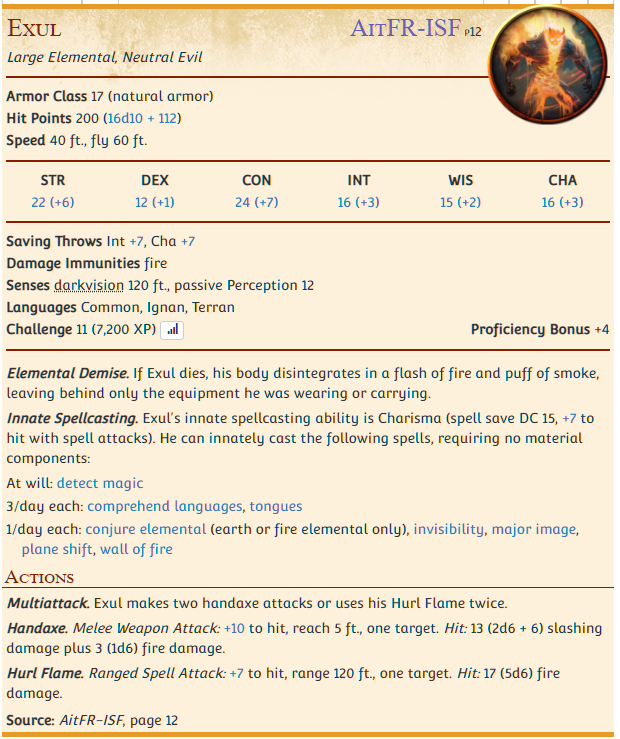 Exul AitFR-ISF p12
Large Elemental, Neutral Evil
Armor Class 17 (natural armor)
Hit Points 200 (16d10 + 112)
Speed 40 ft., fly 60 ft.
STR DEX CON INT WIS CHA
22 (+6) 12 (+1) 24 (+7) 16 (+3) 15 (+2) 16 (+3)
Saving Throws Int +7, Cha +7
Damage Immunities fire
Senses darkvision 120 ft., passive Perception 12
Languages Common, Ignan, Terran
Challenge 11 (7,200 XP) Proficiency Bonus +4
Elemental Demise. If Exul dies, his body disintegrates in a flash of fire and puff of smoke,
leaving behind only the equipment he was wearing or carrying.
Innate Spellcasting. Exul's innate spellcasting ability is Charisma (spell save DC 15, +7 to
hit with spell attacks). He can innately cast the following spells, requiring no material
components:
At will: detect magic
3/day each: comprehend languages, tongues
1/day each: conjure elemental (earth or fire elemental only), invisibility, major image,
plane shift, wall of fire
Actions
Multiattack. Exul makes two handaxe attacks or uses his Hurl Flame twice.
Handaxe. Melee Weapon Attack: +10 to hit, reach 5 ft., one target. Hit: 13 (2d6 + 6) slashing
damage plus 3 (1d6) fire damage.
Hurl Flame. Ranged Spell Attack: +7 to hit, range 120 ft., one target. Hit: 17 (5d6) fire
damage.
Source: AitFR-ISF, page 12